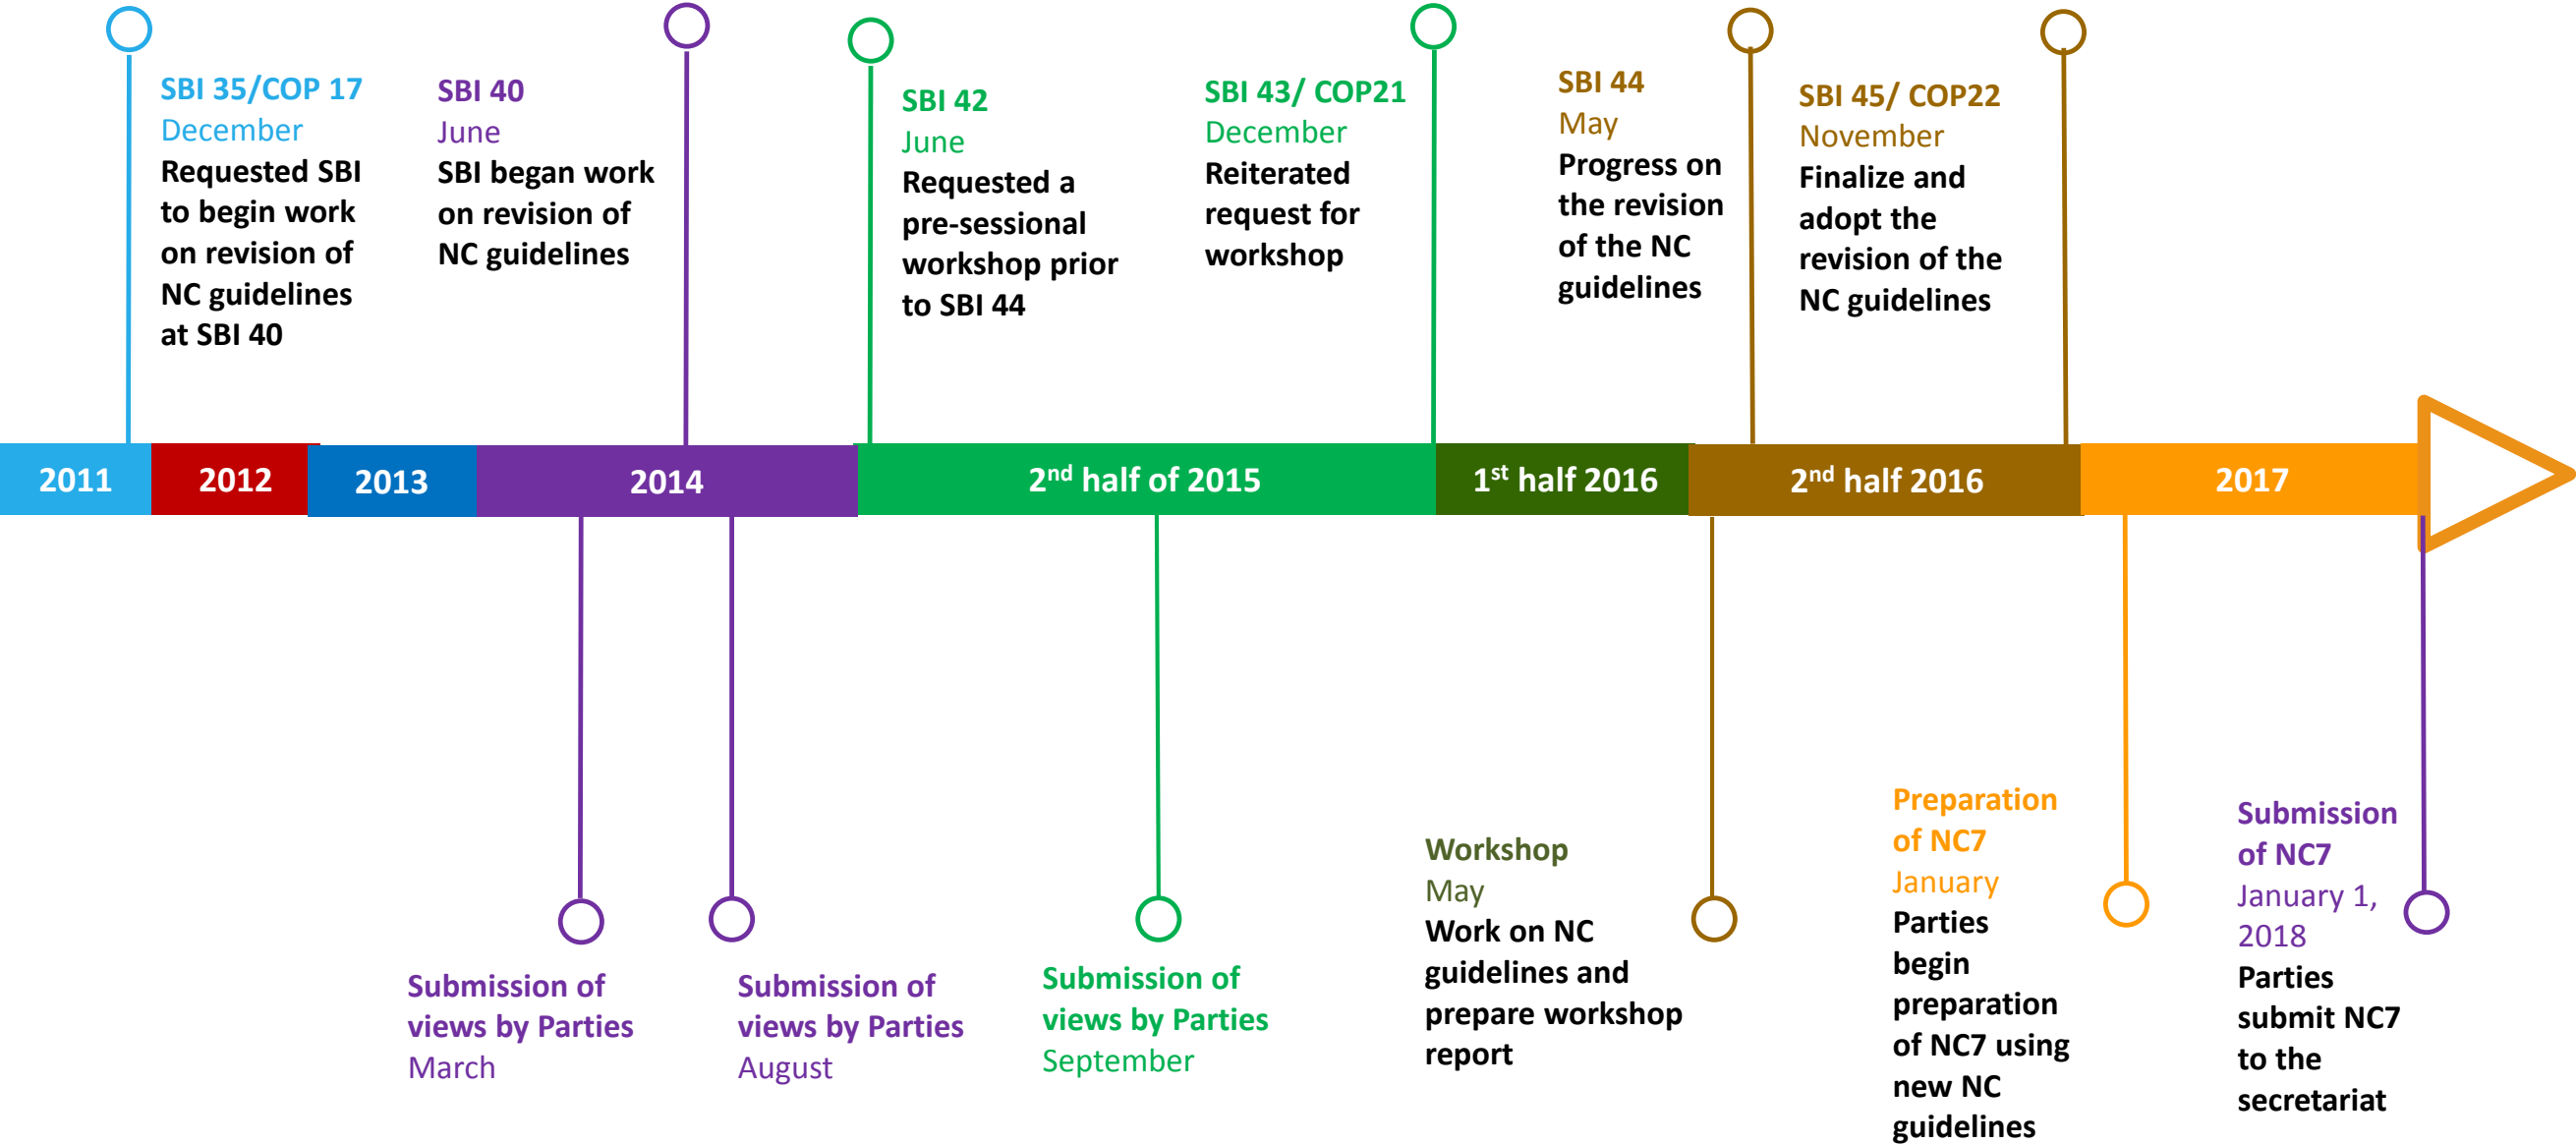 SBI 35/COP 17
December
Requested SBI
to begin work
on revision of
NC guidelines
at SBI 40
SBI 40
June
SBI began work
on revision of
NC guidelines
SBI 42
June
Requested a
pre-sessional
workshop prior
to SBI 44
SBI 43/ COP21
December
Reiterated
request for
workshop
SBI 44
May
Progress on
the revision
of the NC
guidelines
SBI 45/ COP22
November
Finalize and
adopt the
revision of the
NC guidelines
2011
2012
2013
2014
2nd half of 2015
1st half 2016
2nd half 2016
2017
Submission of
views by Parties
March
Submission of
views by Parties
August
Submission of
views by Parties
September
Workshop
May
Work on NC
guidelines and
prepare workshop
report
Preparation
of NC7
January
Parties
begin
preparation
of NC7 using
new NC
guidelines
Submission
of NC7
January 1,
2018
Parties
submit NC7
to the
secretariat